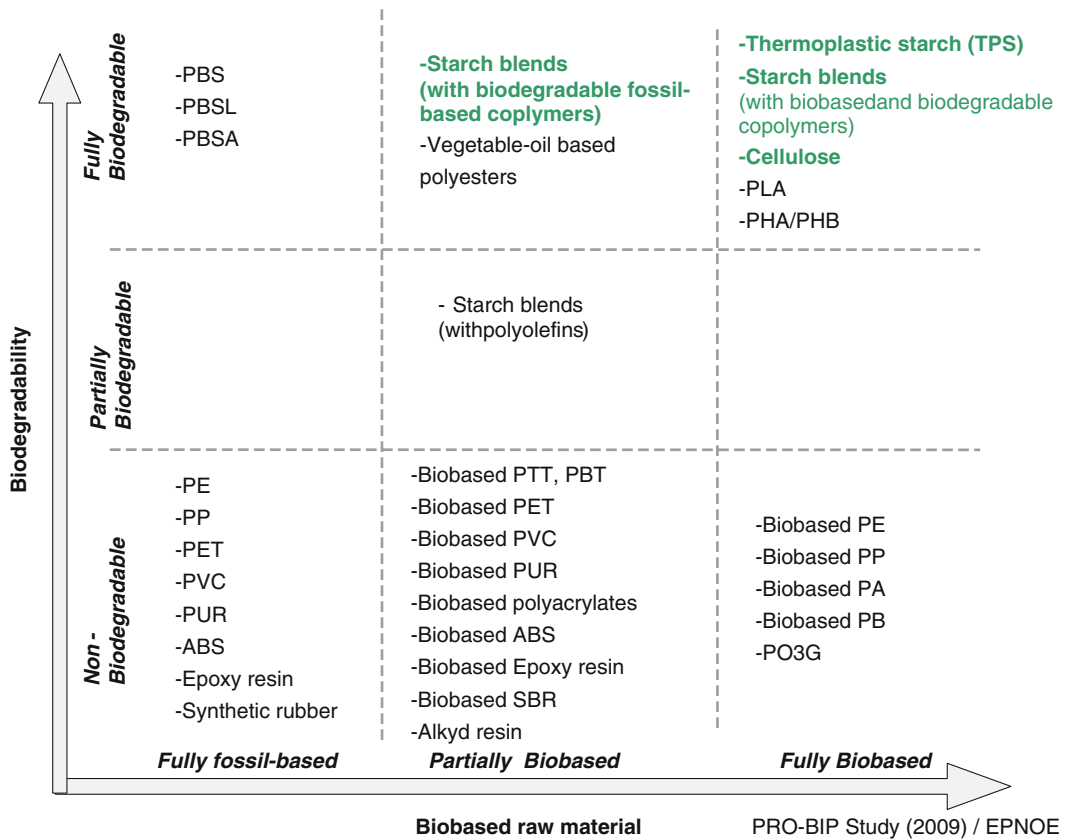 Biodegradability
Fully
Biodegradable
-PBS
-PBSL
-PBSA
-Starch blends
(with biodegradable fossil-
based coplymers)
-Vegetable-oil based
polyesters
-Thermoplastic starch (TPS)
-Starch blends
(with biobasedand biodegradable
copolymers)
-Cellulose
-PLA
-PHA/PHB
Partially
Biodegradable
- Starch blends
(withpolyolefins)
Non -
Biodegradable
-PE
-PP
-PET
-PVC
-PUR
-ABS
-Epoxy resin
-Synthetic rubber
-Biobased PTT, PBT
-Biobased PET
-Biobased PVC
-Biobased PUR
-Biobased polyacrylates
-Biobased ABS
-Biobased Epoxy resin
-Biobased SBR
-Alkyd resin
-Biobased PE
-Biobased PP
-Biobased PA
-Biobased PB
-PO3G
Fully fossil-based
Partially Biobased
Fully Biobased
Biobased raw material
PRO-BIP Study (2009) / EPNOE